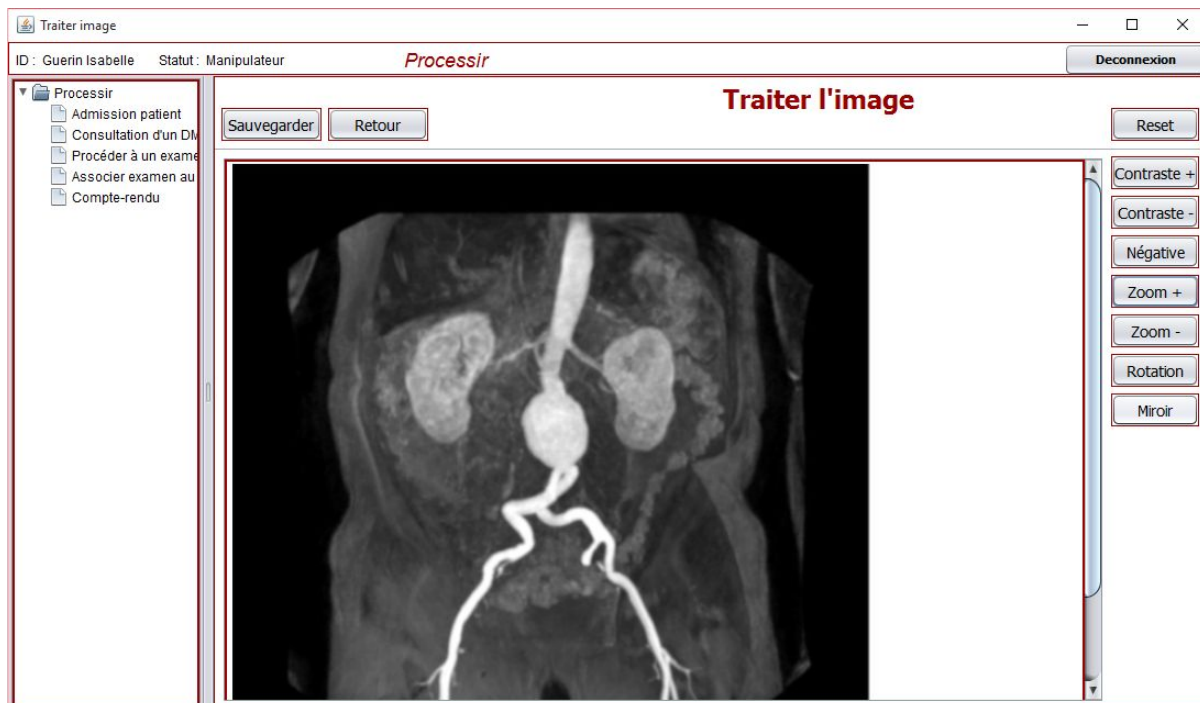 Traiter image
ID : Guerin Isabelle Statut : Manipulateur Processir Deconnexion
Processir
Admission patient
Consultation d'un DM
Procéder à un exame
Associer examen au
Compte-rendu
Traiter l'image
Sauvegarder Retour Reset
Contraste +
Contraste -
Négative
Zoom +
Zoom -
Rotation
Miroir